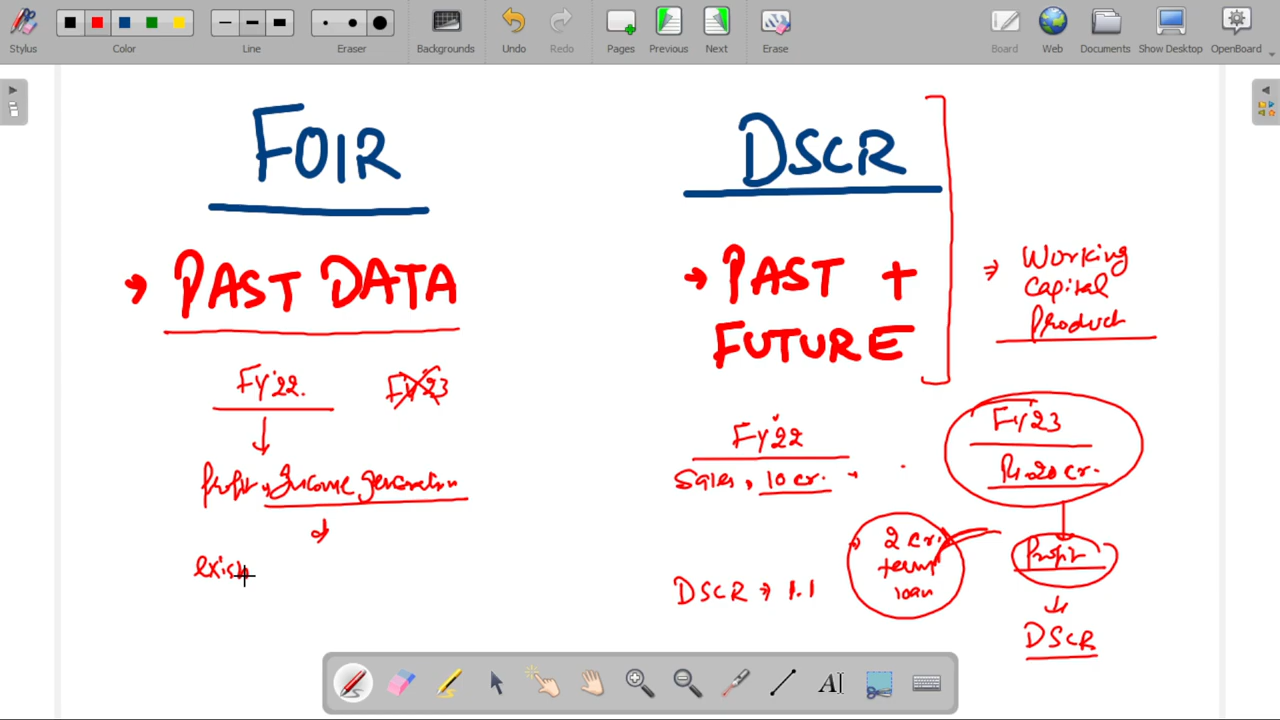 Stylus
Color
Line
Eraser
Backgrounds
Undo
Redo
Pages
Previous
Next
Erase
Board
Web
Documents
Show Desktop
OpenBoard
FOIR
→ PAST DATA
FY'22.
FY'23
Profit, Income generation
exist
DSCR
→ PAST +
FUTURE
⇒ Working
Capital
Product
FY'22
Sales, 10 cr.
FY'23
20 cr.
2 cr.
term
loan
DSCR → 1.1
Profit
DSCR